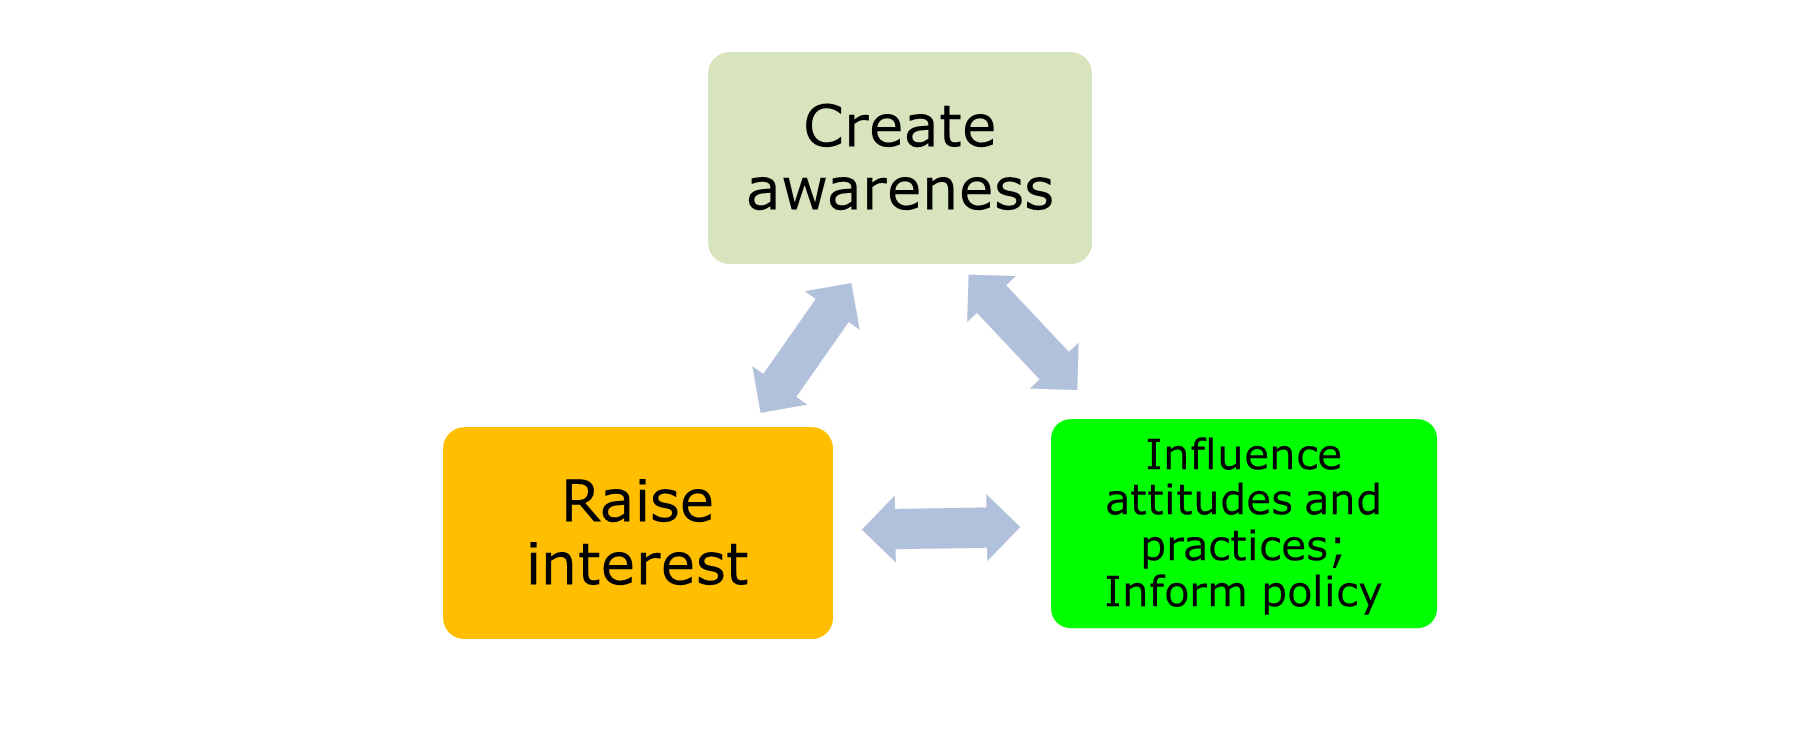 Create
awareness
Raise
interest
Influence
attitudes and
practices;
Inform policy